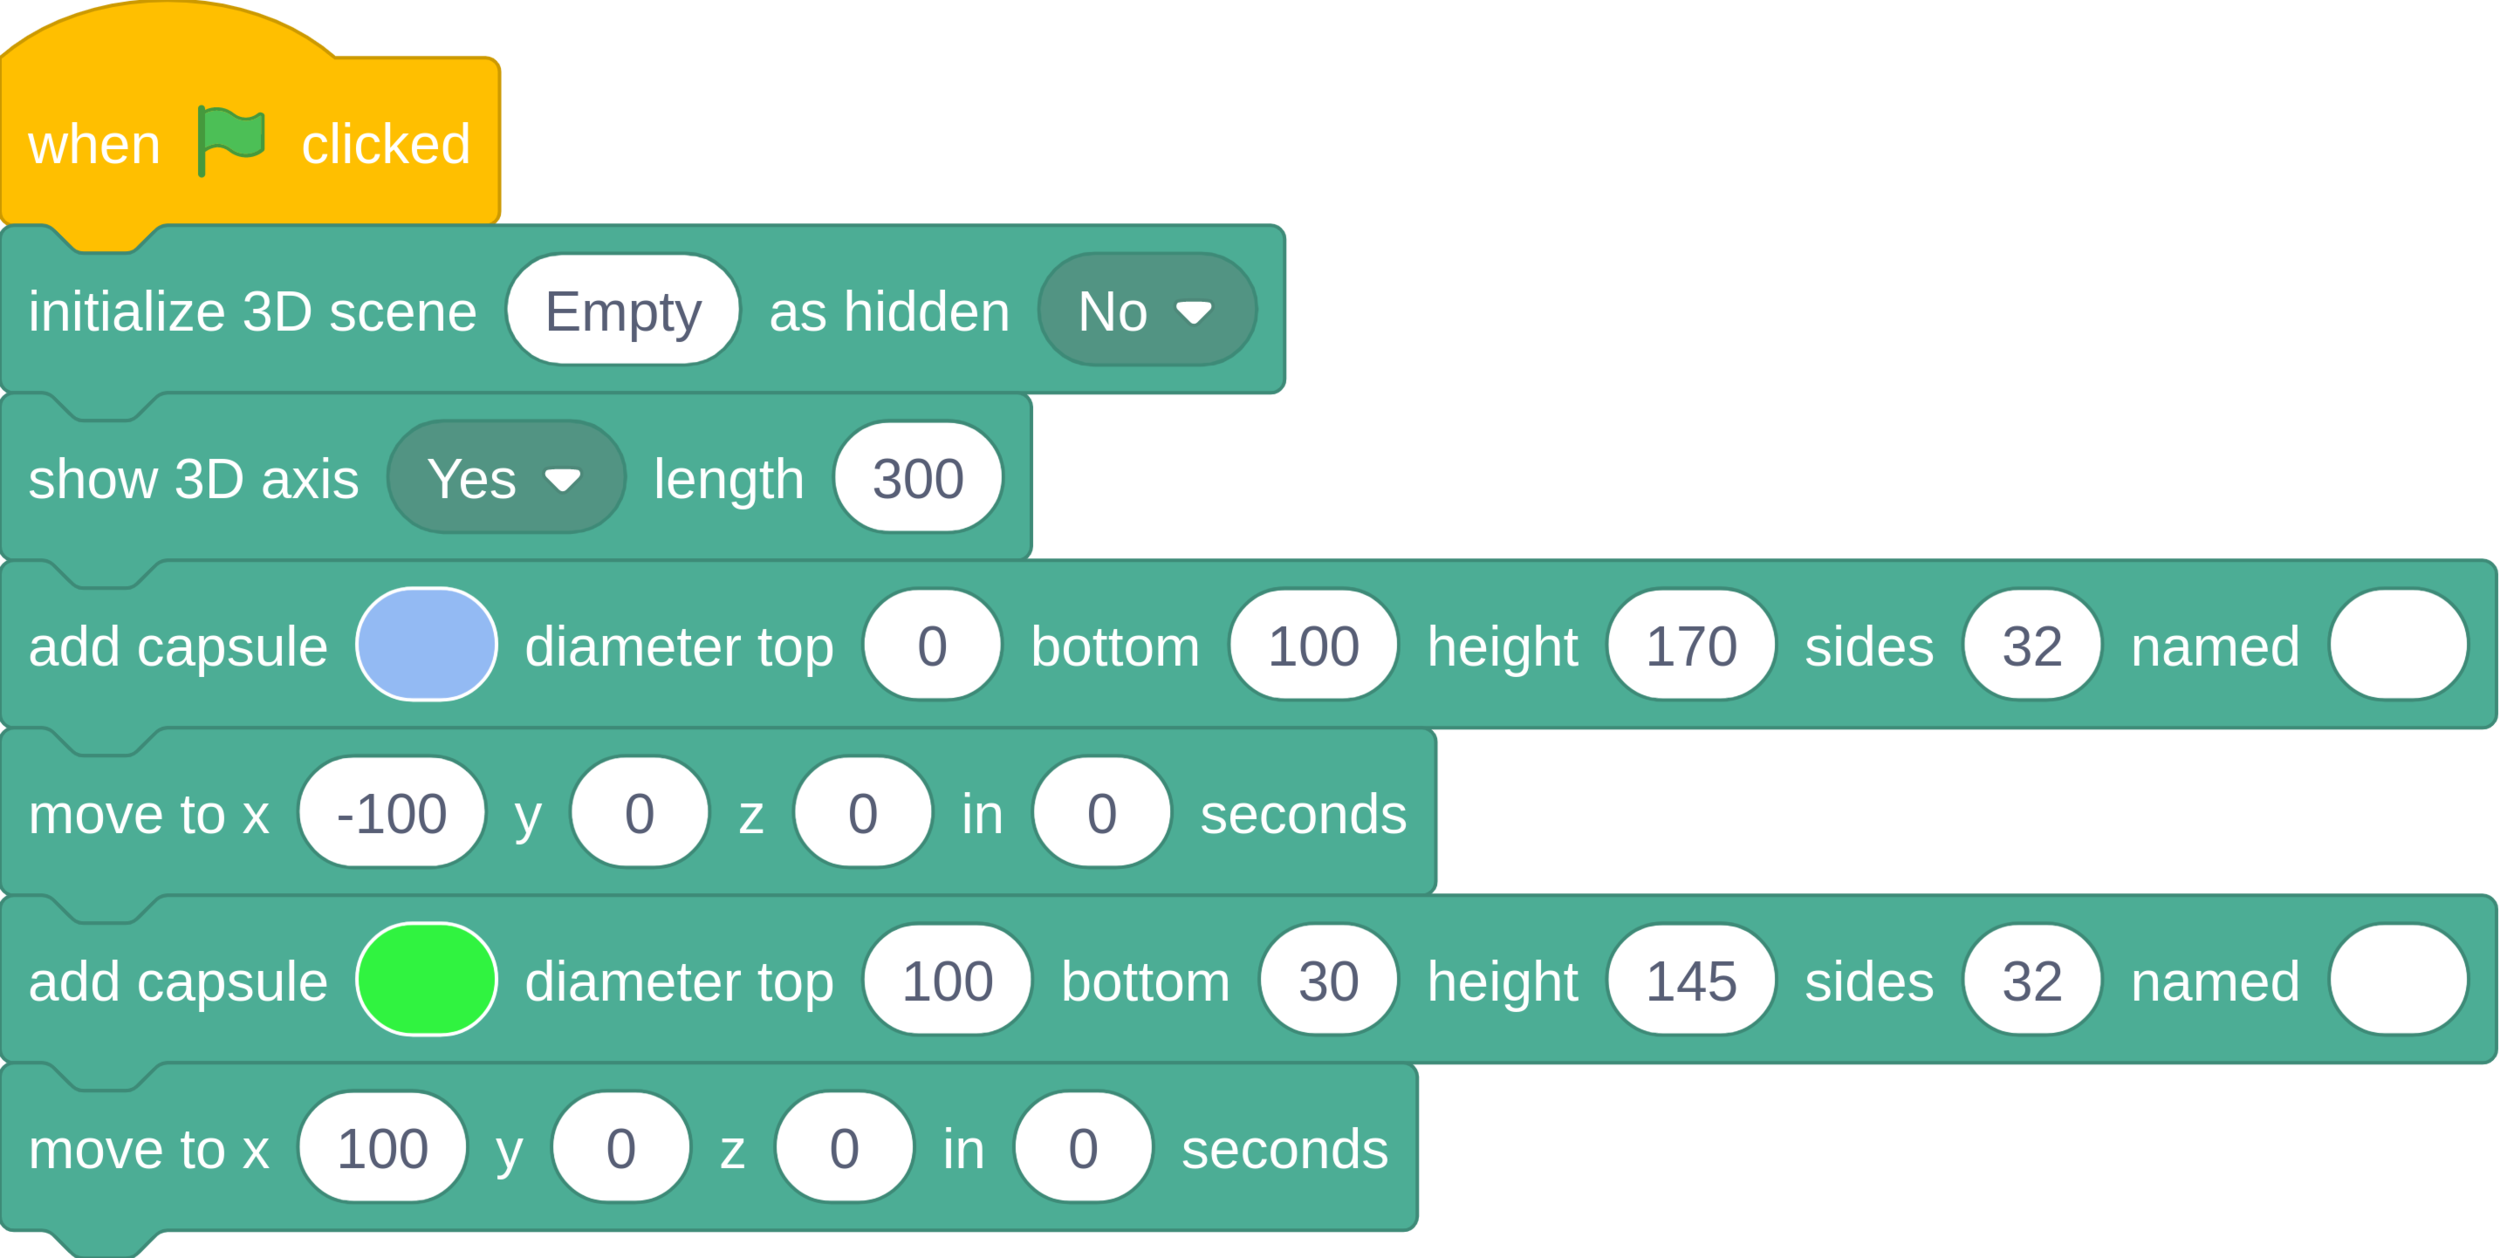 when clicked
initialize 3D scene Empty as hidden No
show 3D axis Yes length 300
add capsule diameter top 0 bottom 100 height 170 sides 32 named
move to x -100 y 0 z 0 in 0 seconds
add capsule diameter top 100 bottom 30 height 145 sides 32 named
move to x 100 y 0 z 0 in 0 seconds